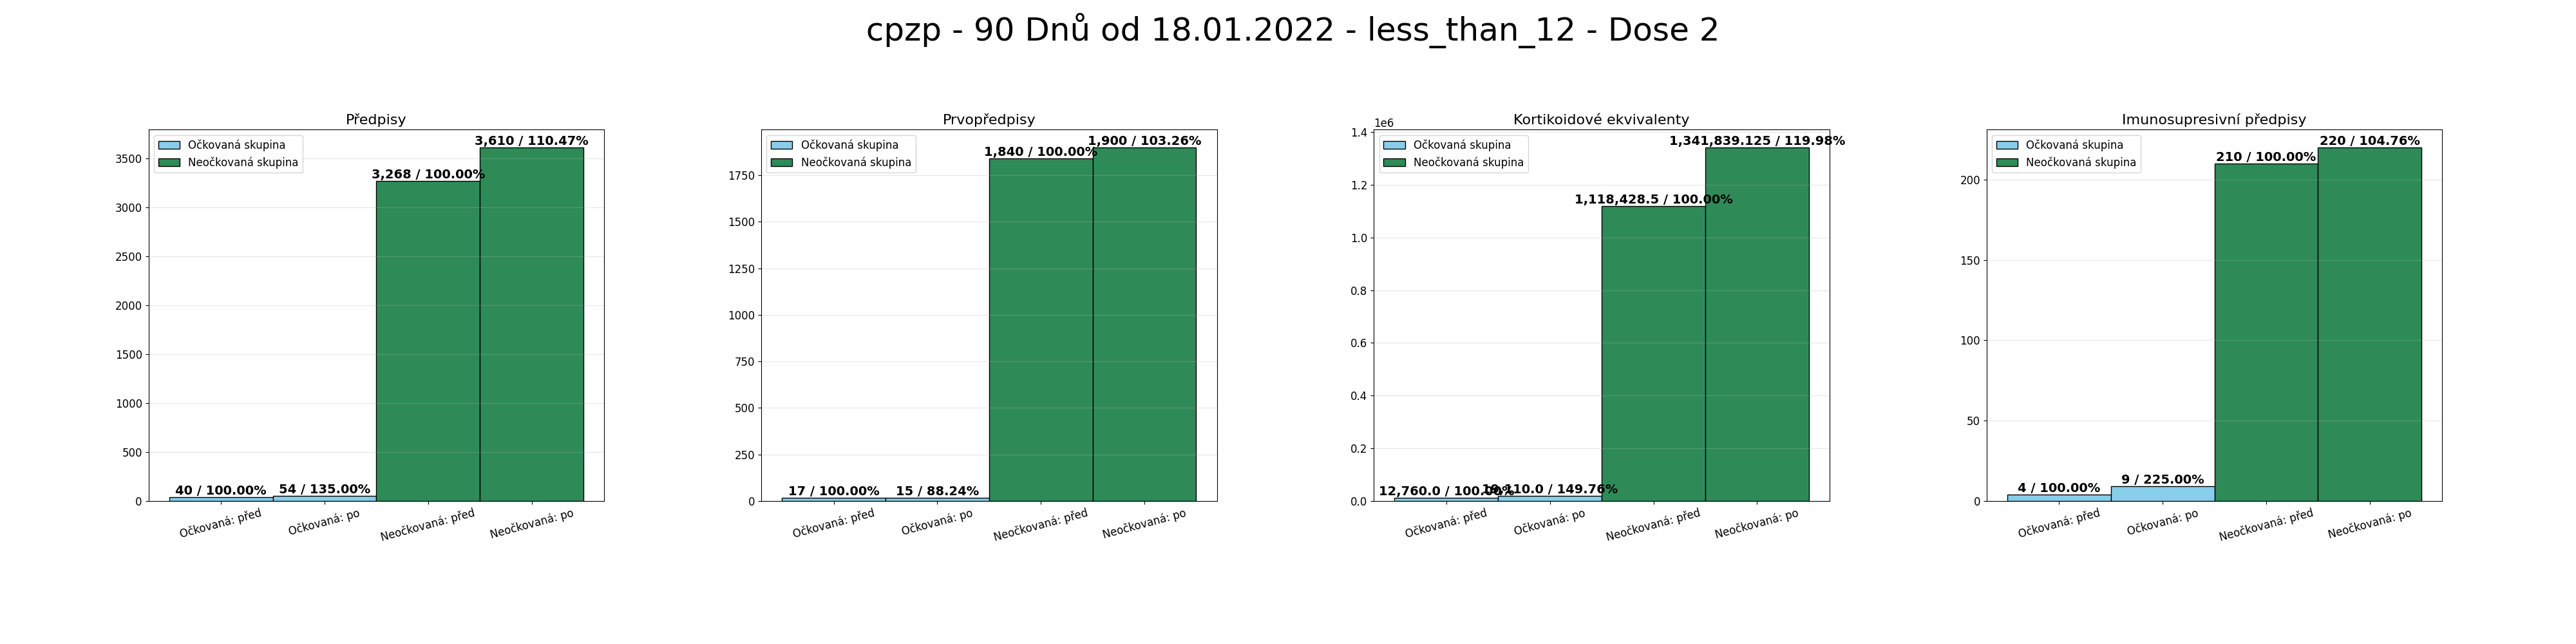 cpzp - 90 Dnů od 18.01.2022 - less_than_12 - Dose 2
Předpisy
Očkovaná skupina
Neočkovaná skupina
3500
3000
2500
2000
1500
1000
500
0
40 / 100.00%
54 / 135.00%
3,268 / 100.00%
3,610 / 110.47%
Očkovaná: před
Očkovaná: po
Neočkovaná: před
Neočkovaná: po
Prvopředpisy
Očkovaná skupina
Neočkovaná skupina
1750
1500
1250
1000
750
500
250
0
17 / 100.00%
15 / 88.24%
1,840 / 100.00%
1,900 / 103.26%
Očkovaná: před
Očkovaná: po
Neočkovaná: před
Neočkovaná: po
Kortikoidové ekvivalenty
1e6
Očkovaná skupina
Neočkovaná skupina
1.4
1.2
1.0
0.8
0.6
0.4
0.2
0.0
12,760.0 / 100.00%
19,110.0 / 149.76%
1,118,428.5 / 100.00%
1,341,839.125 / 119.98%
Očkovaná: před
Očkovaná: po
Neočkovaná: před
Neočkovaná: po
Imunosupresivní předpisy
Očkovaná skupina
Neočkovaná skupina
200
150
100
50
0
4 / 100.00%
9 / 225.00%
210 / 100.00%
220 / 104.76%
Očkovaná: před
Očkovaná: po
Neočkovaná: před
Neočkovaná: po